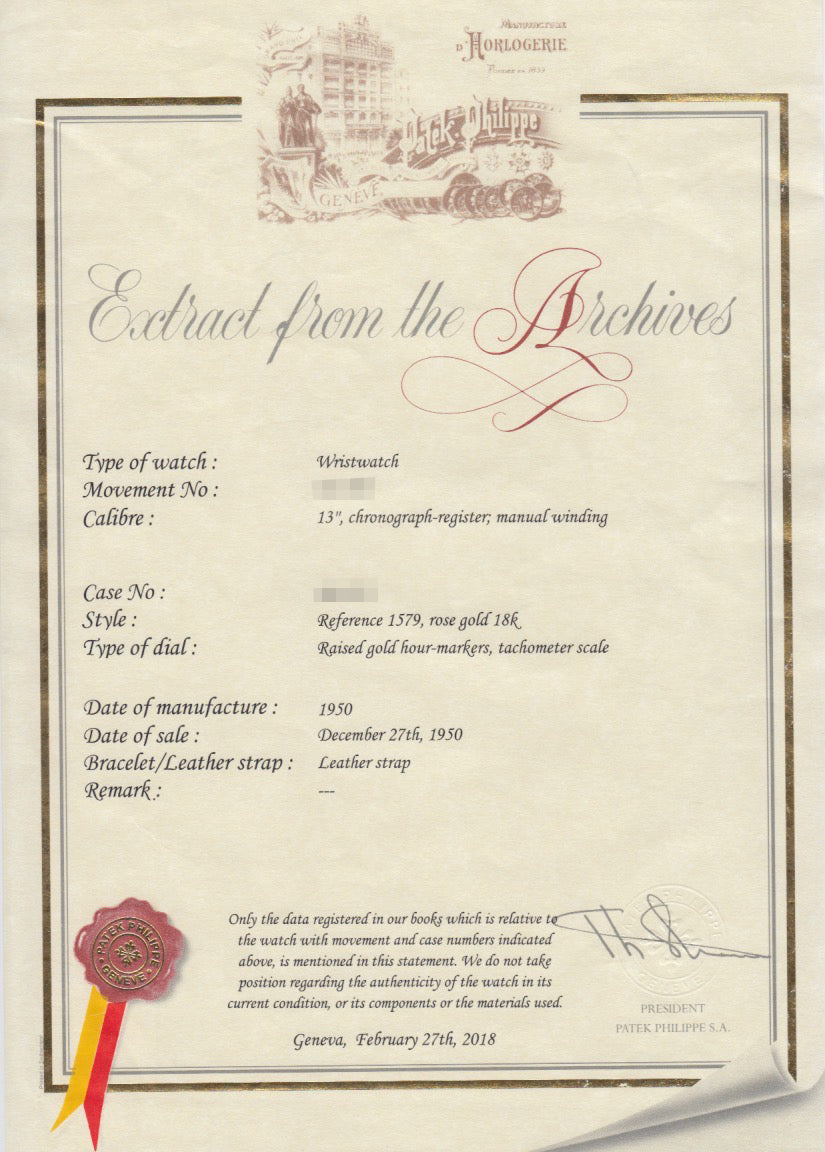 MANUFACTURE
D'HORLOGERIE
FONDÉE EN 1839
Patek Philippe
GENÈVE
Extract from the Archives
Type of watch : Wristwatch
Movement No :
Calibre : 13", chronograph-register; manual winding
Case No :
Style : Reference 1579, rose gold 18k
Type of dial : Raised gold hour-markers, tachometer scale
Date of manufacture : 1950
Date of sale : December 27th, 1950
Bracelet/Leather strap : Leather strap
Remark : ---
Only the data registered in our books which is relative to
the watch with movement and case numbers indicated
above, is mentioned in this statement. We do not take
position regarding the authenticity of the watch in its
current condition, or its components or the materials used.
Geneva, February 27th, 2018
PATEK PHILIPPE
GENEVE
PRESIDENT
PATEK PHILIPPE S.A.